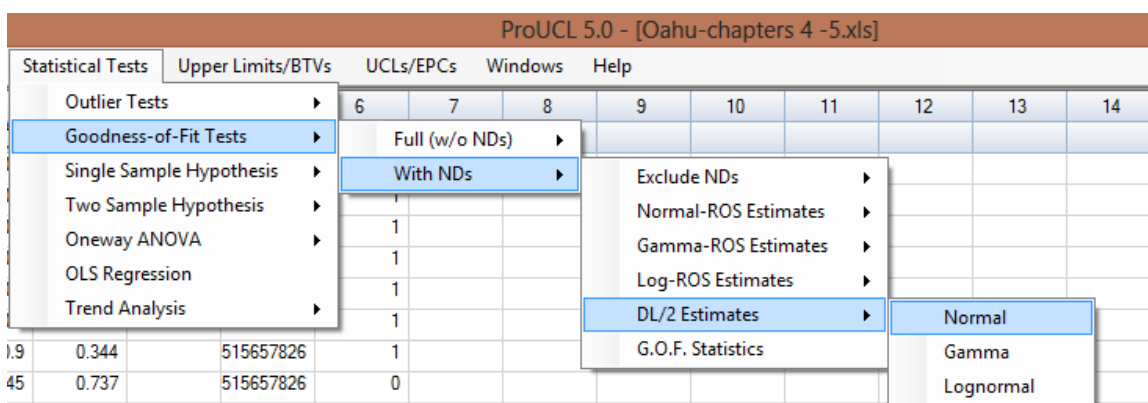 ProUCL 5.0 - [Oahu-chapters 4 -5.xls]
Statistical Tests Upper Limits/BTVs UCLs/EPCs Windows Help
Outlier Tests
Goodness-of-Fit Tests
Single Sample Hypothesis
Two Sample Hypothesis
Oneway ANOVA
OLS Regression
Trend Analysis
6 7 8 9 10 11 12 13 14
Full (w/o NDs)
With NDs
Exclude NDs
Normal-ROS Estimates
Gamma-ROS Estimates
Log-ROS Estimates
DL/2 Estimates
G.O.F. Statistics
Normal
Gamma
Lognormal
1
1
1
1
1
0.9 0.344 515657826 1
45 0.737 515657826 0